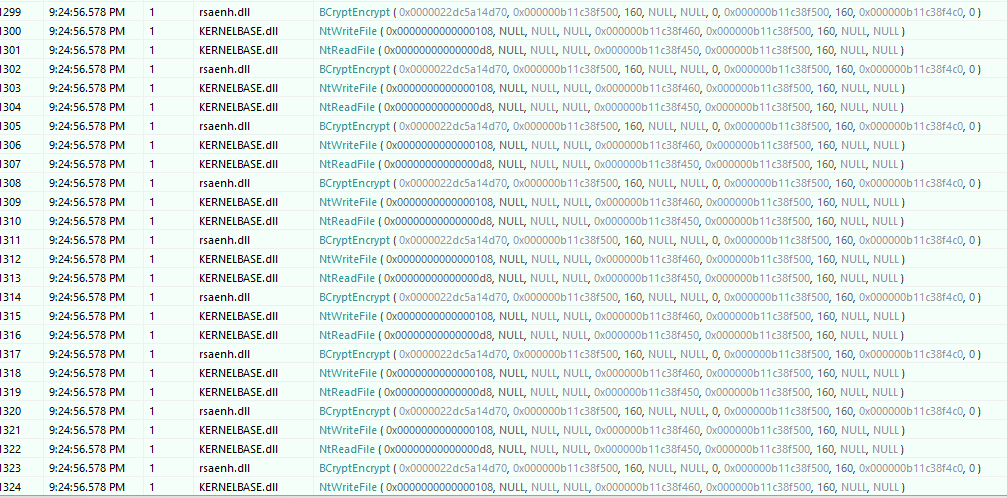 1299 9:24:56.578 PM 1 rsaenh.dll BCryptEncrypt ( 0x0000022dc5a14d70, 0x000000b11c38f500, 160, NULL, NULL, 0, 0x000000b11c38f500, 160, 0x000000b11c38f4c0, 0 )
1300 9:24:56.578 PM 1 KERNELBASE.dll NtWriteFile ( 0x0000000000000108, NULL, NULL, NULL, 0x000000b11c38f460, 0x000000b11c38f500, 160, NULL, NULL )
1301 9:24:56.578 PM 1 KERNELBASE.dll NtReadFile ( 0x00000000000000d8, NULL, NULL, NULL, 0x000000b11c38f450, 0x000000b11c38f500, 160, NULL, NULL )
1302 9:24:56.578 PM 1 rsaenh.dll BCryptEncrypt ( 0x0000022dc5a14d70, 0x000000b11c38f500, 160, NULL, NULL, 0, 0x000000b11c38f500, 160, 0x000000b11c38f4c0, 0 )
1303 9:24:56.578 PM 1 KERNELBASE.dll NtWriteFile ( 0x0000000000000108, NULL, NULL, NULL, 0x000000b11c38f460, 0x000000b11c38f500, 160, NULL, NULL )
1304 9:24:56.578 PM 1 KERNELBASE.dll NtReadFile ( 0x00000000000000d8, NULL, NULL, NULL, 0x000000b11c38f450, 0x000000b11c38f500, 160, NULL, NULL )
1305 9:24:56.578 PM 1 rsaenh.dll BCryptEncrypt ( 0x0000022dc5a14d70, 0x000000b11c38f500, 160, NULL, NULL, 0, 0x000000b11c38f500, 160, 0x000000b11c38f4c0, 0 )
1306 9:24:56.578 PM 1 KERNELBASE.dll NtWriteFile ( 0x0000000000000108, NULL, NULL, NULL, 0x000000b11c38f460, 0x000000b11c38f500, 160, NULL, NULL )
1307 9:24:56.578 PM 1 KERNELBASE.dll NtReadFile ( 0x00000000000000d8, NULL, NULL, NULL, 0x000000b11c38f450, 0x000000b11c38f500, 160, NULL, NULL )
1308 9:24:56.578 PM 1 rsaenh.dll BCryptEncrypt ( 0x0000022dc5a14d70, 0x000000b11c38f500, 160, NULL, NULL, 0, 0x000000b11c38f500, 160, 0x000000b11c38f4c0, 0 )
1309 9:24:56.578 PM 1 KERNELBASE.dll NtWriteFile ( 0x0000000000000108, NULL, NULL, NULL, 0x000000b11c38f460, 0x000000b11c38f500, 160, NULL, NULL )
1310 9:24:56.578 PM 1 KERNELBASE.dll NtReadFile ( 0x00000000000000d8, NULL, NULL, NULL, 0x000000b11c38f450, 0x000000b11c38f500, 160, NULL, NULL )
1311 9:24:56.578 PM 1 rsaenh.dll BCryptEncrypt ( 0x0000022dc5a14d70, 0x000000b11c38f500, 160, NULL, NULL, 0, 0x000000b11c38f500, 160, 0x000000b11c38f4c0, 0 )
1312 9:24:56.578 PM 1 KERNELBASE.dll NtWriteFile ( 0x0000000000000108, NULL, NULL, NULL, 0x000000b11c38f460, 0x000000b11c38f500, 160, NULL, NULL )
1313 9:24:56.578 PM 1 KERNELBASE.dll NtReadFile ( 0x00000000000000d8, NULL, NULL, NULL, 0x000000b11c38f450, 0x000000b11c38f500, 160, NULL, NULL )
1314 9:24:56.578 PM 1 rsaenh.dll BCryptEncrypt ( 0x0000022dc5a14d70, 0x000000b11c38f500, 160, NULL, NULL, 0, 0x000000b11c38f500, 160, 0x000000b11c38f4c0, 0 )
1315 9:24:56.578 PM 1 KERNELBASE.dll NtWriteFile ( 0x0000000000000108, NULL, NULL, NULL, 0x000000b11c38f460, 0x000000b11c38f500, 160, NULL, NULL )
1316 9:24:56.578 PM 1 KERNELBASE.dll NtReadFile ( 0x00000000000000d8, NULL, NULL, NULL, 0x000000b11c38f450, 0x000000b11c38f500, 160, NULL, NULL )
1317 9:24:56.578 PM 1 rsaenh.dll BCryptEncrypt ( 0x0000022dc5a14d70, 0x000000b11c38f500, 160, NULL, NULL, 0, 0x000000b11c38f500, 160, 0x000000b11c38f4c0, 0 )
1318 9:24:56.578 PM 1 KERNELBASE.dll NtWriteFile ( 0x0000000000000108, NULL, NULL, NULL, 0x000000b11c38f460, 0x000000b11c38f500, 160, NULL, NULL )
1319 9:24:56.578 PM 1 KERNELBASE.dll NtReadFile ( 0x00000000000000d8, NULL, NULL, NULL, 0x000000b11c38f450, 0x000000b11c38f500, 160, NULL, NULL )
1320 9:24:56.578 PM 1 rsaenh.dll BCryptEncrypt ( 0x0000022dc5a14d70, 0x000000b11c38f500, 160, NULL, NULL, 0, 0x000000b11c38f500, 160, 0x000000b11c38f4c0, 0 )
1321 9:24:56.578 PM 1 KERNELBASE.dll NtWriteFile ( 0x0000000000000108, NULL, NULL, NULL, 0x000000b11c38f460, 0x000000b11c38f500, 160, NULL, NULL )
1322 9:24:56.578 PM 1 KERNELBASE.dll NtReadFile ( 0x00000000000000d8, NULL, NULL, NULL, 0x000000b11c38f450, 0x000000b11c38f500, 160, NULL, NULL )
1323 9:24:56.578 PM 1 rsaenh.dll BCryptEncrypt ( 0x0000022dc5a14d70, 0x000000b11c38f500, 160, NULL, NULL, 0, 0x000000b11c38f500, 160, 0x000000b11c38f4c0, 0 )
1324 9:24:56.578 PM 1 KERNELBASE.dll NtWriteFile ( 0x0000000000000108, NULL, NULL, NULL, 0x000000b11c38f460, 0x000000b11c38f500, 160, NULL, NULL )